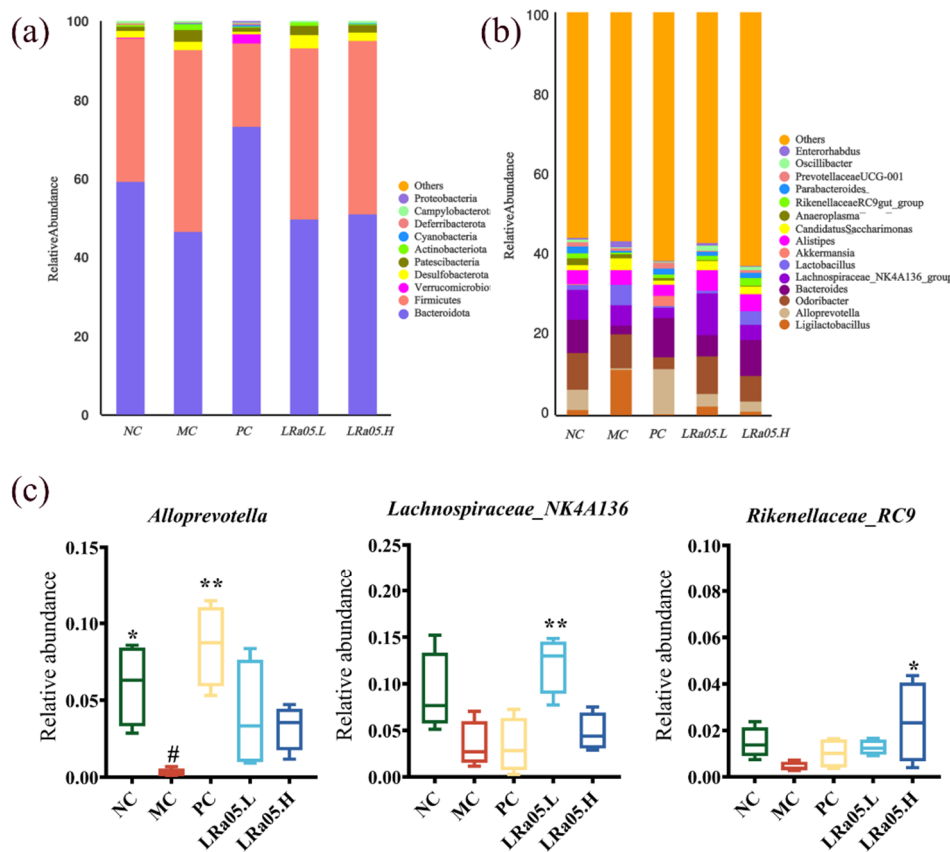 (a)
100
80
60
40
20
0
RelativeAbundance
NC MC PC LRa05.L LRa05.H
Others
Proteobacteria
Campylobacterot
Deferribacterota
Cyanobacteria
Actinobacteriota
Patescibacteria
Desulfobacterota
Verrucomicrobiot
Firmicutes
Bacteroidota
(b)
100
80
60
40
20
0
RelativeAbundance
NC MC PC LRa05.L LRa05.H
Others
Enterorhabdus
Oscillibacter
PrevotellaceaeUCG-001
Parabacteroides
RikenellaceaeRC9gut_group
Anaeroplasma
CandidatusSaccharimonas
Alistipes
Akkermansia
Lactobacillus
Lachnospiraceae_NK4A136_group
Bacteroides
Odoribacter
Alloprevotella
Ligilactobacillus
(c)
Alloprevotella
0.15
0.10
0.05
0.00
Relative abundance
*
#
**
NC MC PC LRa05.L LRa05.H
Lachnospiraceae_NK4A136
0.25
0.20
0.15
0.10
0.05
0.00
Relative abundance
**
NC MC PC LRa05.L LRa05.H
Rikenellaceae_RC9
0.10
0.08
0.06
0.04
0.02
0.00
Relative abundance
*
NC MC PC LRa05.L LRa05.H